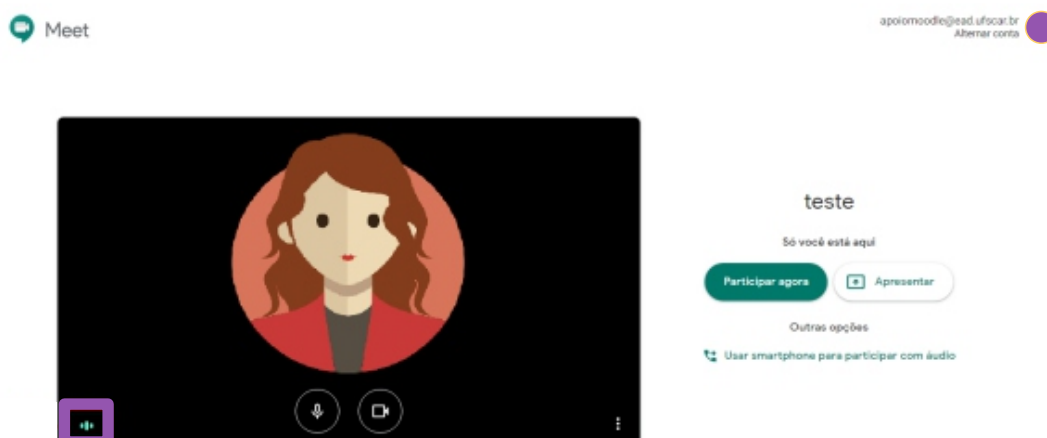 Meet
apoiomoodle@ead.ufscar.br
Alternar conta
teste
Só você está aqui
Participar agora
Apresentar
Outras opções
Usar smartphone para participar com áudio